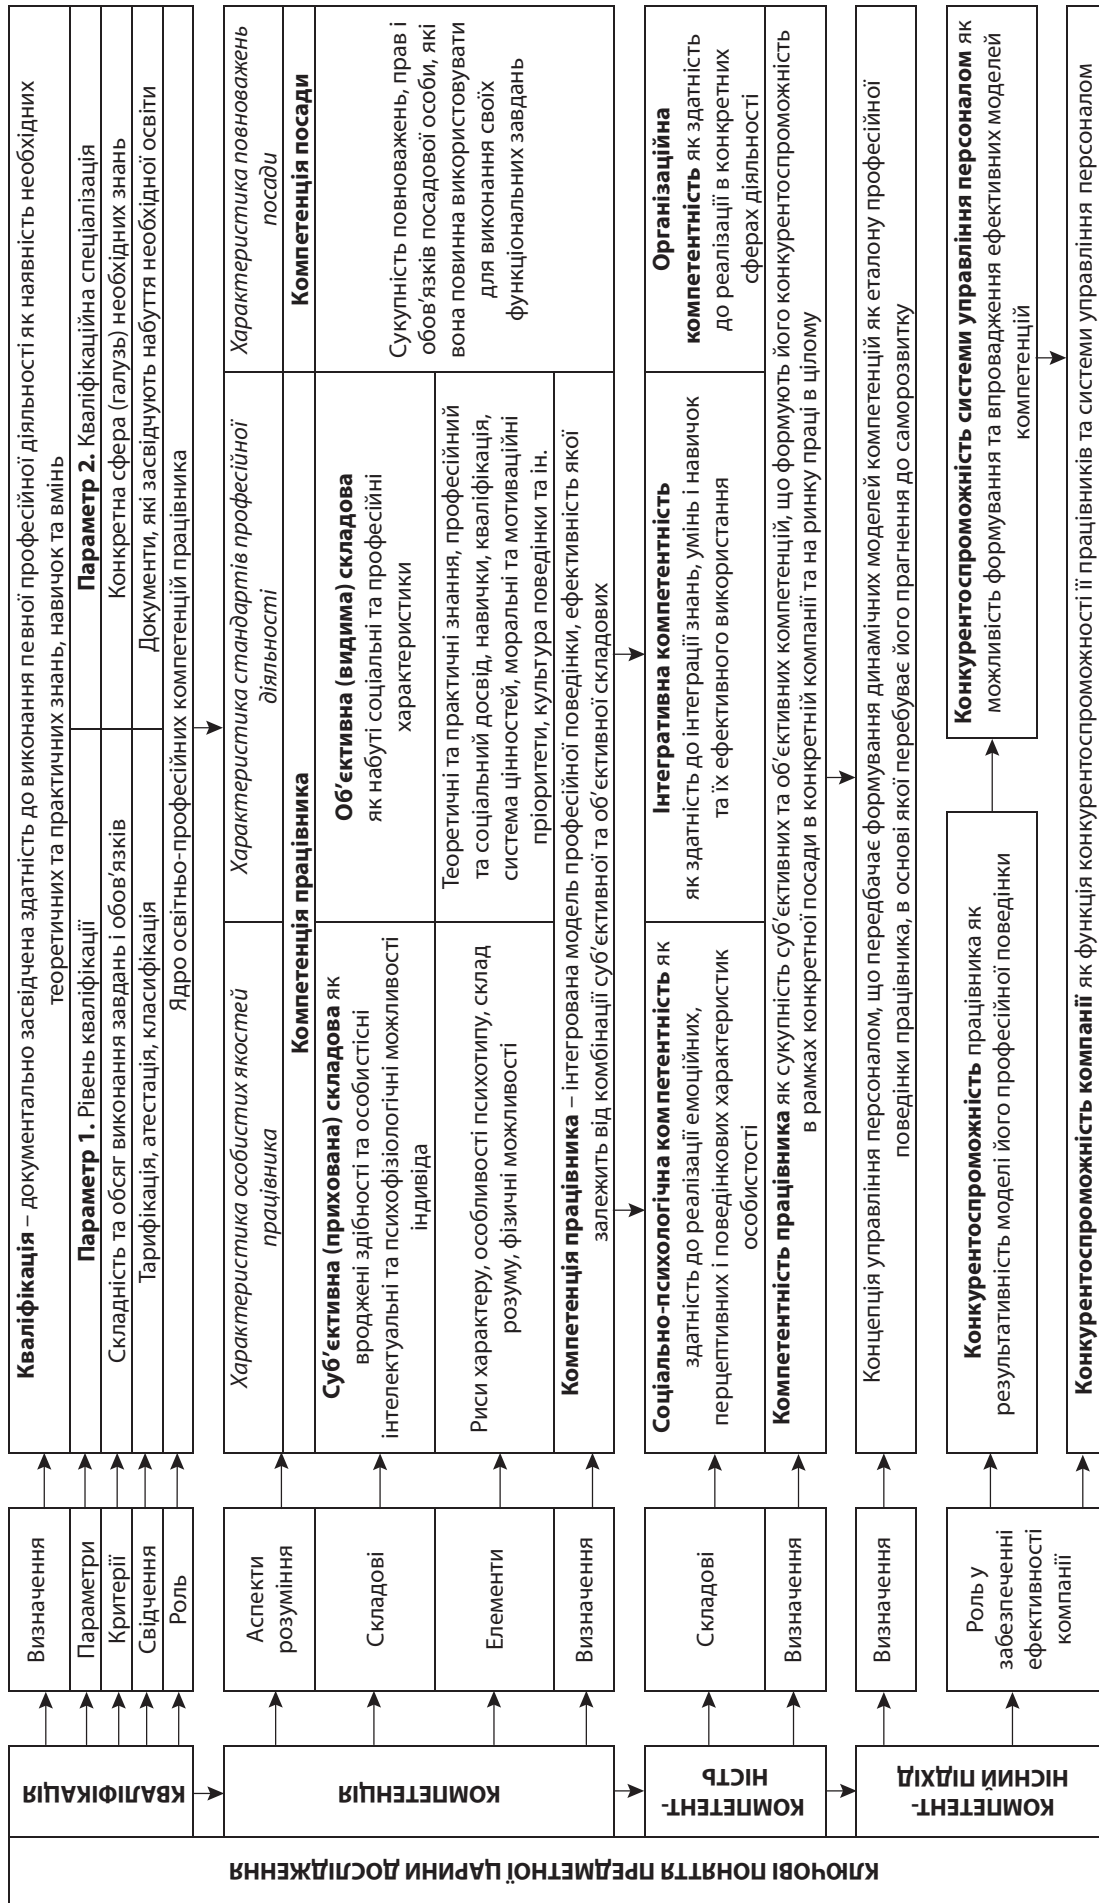 КЛЮЧОВІ ПОНЯТТЯ ПРЕДМЕТНОЇ ЦАРИНИ ДОСЛІДЖЕННЯ
КВАЛІФІКАЦІЯ
Визначення
Кваліфікація – документально засвідчена здатність до виконання певної професійної діяльності як наявність необхідних
теоретичних та практичних знань, навичок та вмінь
Параметри
Параметр 1. Рівень кваліфікації
Параметр 2. Кваліфікаційна спеціалізація
Критерії
Складність та обсяг виконання завдань і обов'язків
Конкретна сфера (галузь) необхідних знань
Свідчення
Тарифікація, атестація, класифікація
Документи, які засвідчують набуття необхідної освіти
Роль
Ядро освітньо-професійних компетенцій працівника
КОМПЕТЕНЦІЯ
Аспекти
розуміння
Характеристика особистих якостей
працівника
Характеристика стандартів професійної
діяльності
Характеристика повноважень
посади
Компетенція працівника
Компетенція посади
Складові
Суб'єктивна (прихована) складова як
вроджені здібності та особистісні
інтелектуальні та психофізіологічні можливості
індивіда
Об'єктивна (видима) складова
як набуті соціальні та професійні
характеристики
Сукупність повноважень, прав і
обов'язків посадової особи, які
вона повинна використовувати
для виконання своїх
функціональних завдань
Елементи
Риси характеру, особливості психотипу, склад
розуму, фізичні можливості
Теоретичні та практичні знання, професійний
та соціальний досвід, навички, кваліфікація,
система цінностей, моральні та мотиваційні
пріоритети, культура поведінки та ін.
Визначення
Компетенція працівника – інтегрована модель професійної поведінки, ефективність якої
залежить від комбінації суб'єктивної та об'єктивної складових
КОМПЕТЕНТ-
НІСТЬ
Складові
Соціально-психологічна компетентність як
здатність до реалізації емоційних,
перцептивних і поведінкових характеристик
особистості
Інтегративна компетентність
як здатність до інтеграції знань, умінь і навичок
та їх ефективного використання
Організаційна
компетентність як здатність
до реалізації в конкретних
сферах діяльності
Визначення
Компетентність працівника як сукупність суб'єктивних та об'єктивних компетенцій, що формують його конкурентоспроможність
в рамках конкретної посади в конкретній компанії та на ринку праці в цілому
КОМПЕТЕНТ-
НІСНИЙ ПІДХІД
Визначення
Концепція управління персоналом, що передбачає формування динамічних моделей компетенцій як еталону професійної
поведінки працівника, в основі якої перебуває його прагнення до саморозвитку
Роль у
забезпеченні
ефективності
компанії
Конкурентоспроможність працівника як
результативність моделі його професійної поведінки
Конкурентоспроможність системи управління персоналом як
можливість формування та впровадження ефективних моделей
компетенцій
Конкурентоспроможність компанії як функція конкурентоспроможності її працівників та системи управління персоналом